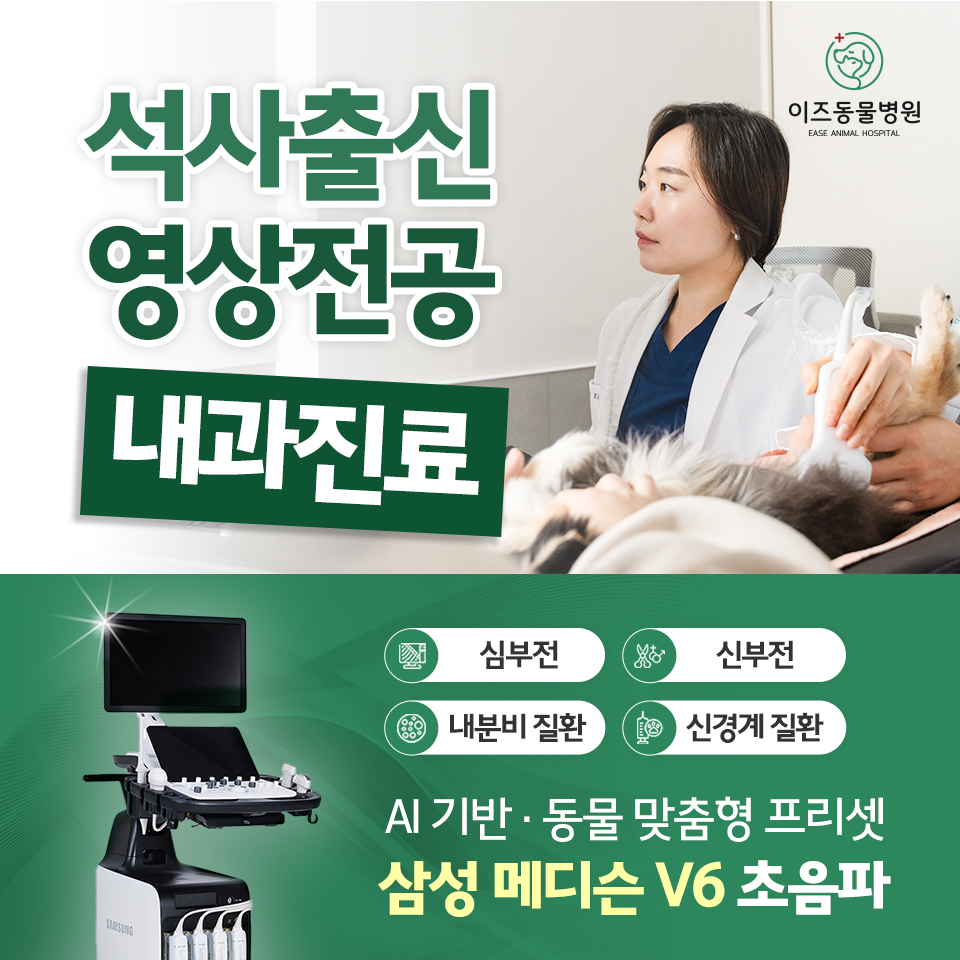 이즈동물병원
EASE ANIMAL HOSPITAL
석사출신
영상전공
내과진료
심부전
신부전
내분비 질환
신경계 질환
AI 기반 · 동물 맞춤형 프리셋
삼성 메디슨 V6 초음파
SAMSUNG